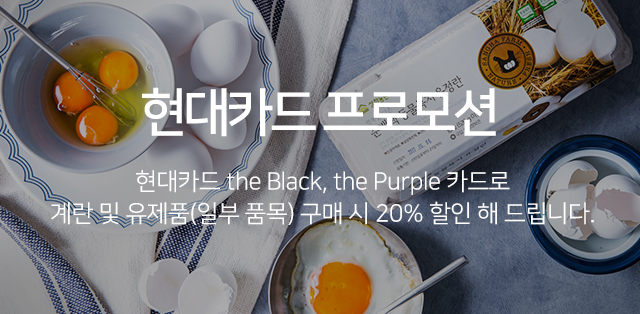 현대카드 프로모션
현대카드 the Black, the Purple 카드로
계란 및 유제품(일부 품목) 구매 시 20% 할인 해 드립니다.